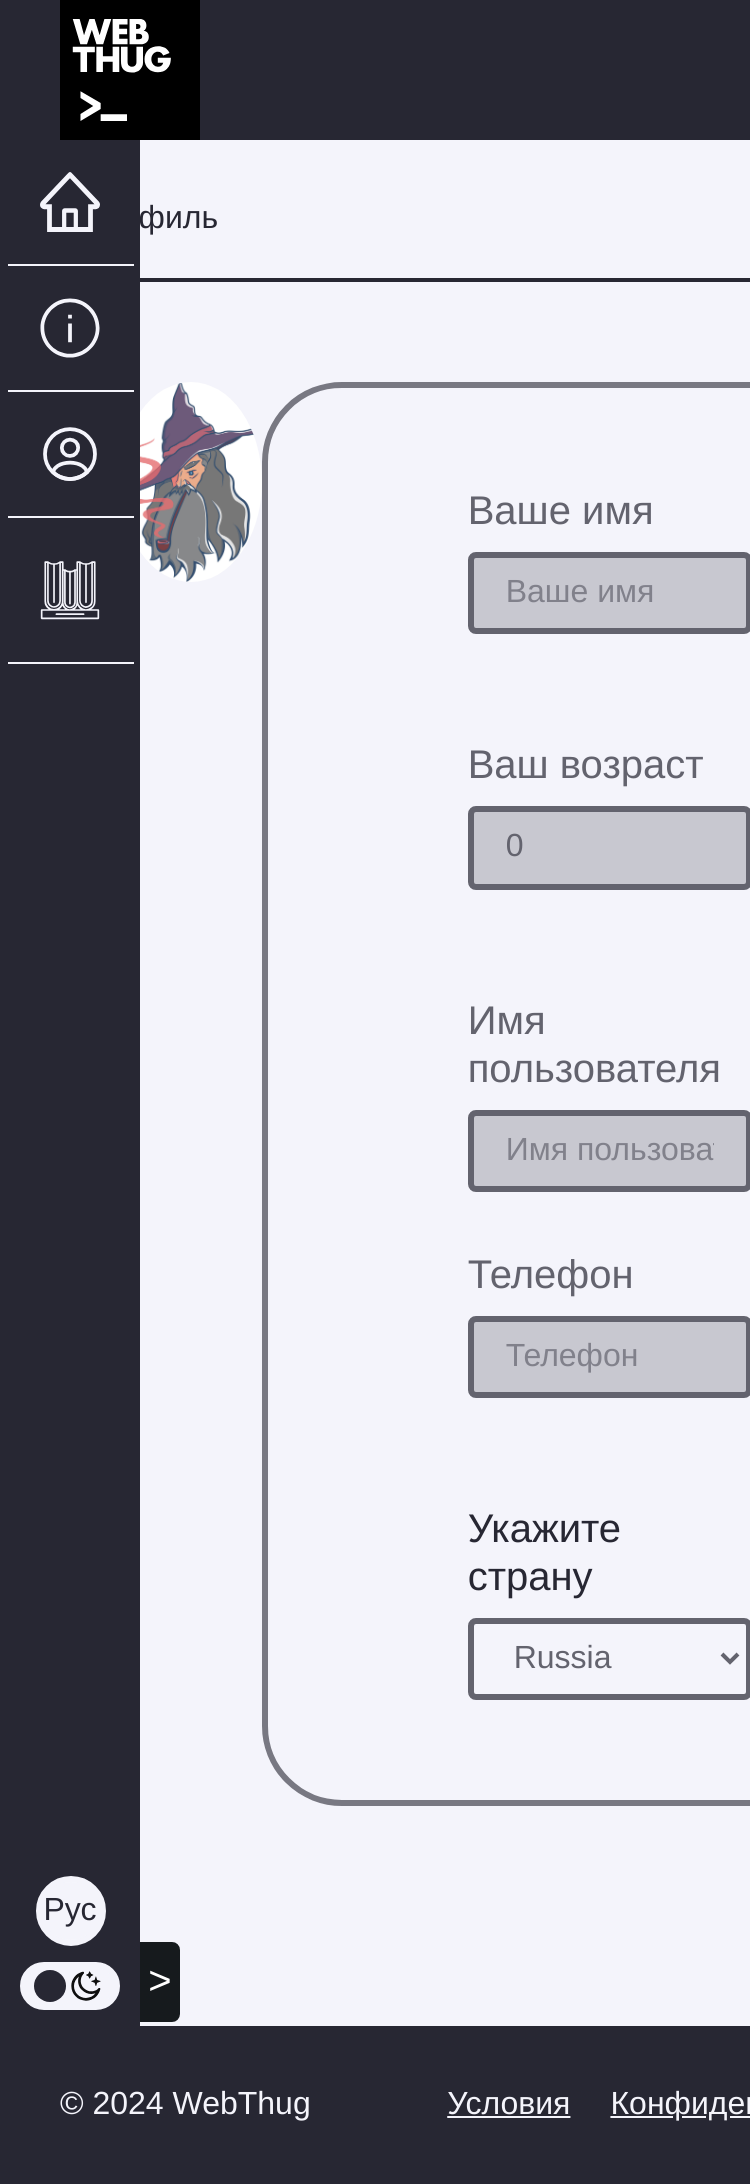 WEB
THUG
>_
филь
Ваше имя
Ваше имя
Ваш возраст
0
Имя
пользователя
Имя пользова
Телефон
Телефон
Укажите
страну
Russia
Рус
>
© 2024 WebThug Условия Конфиден